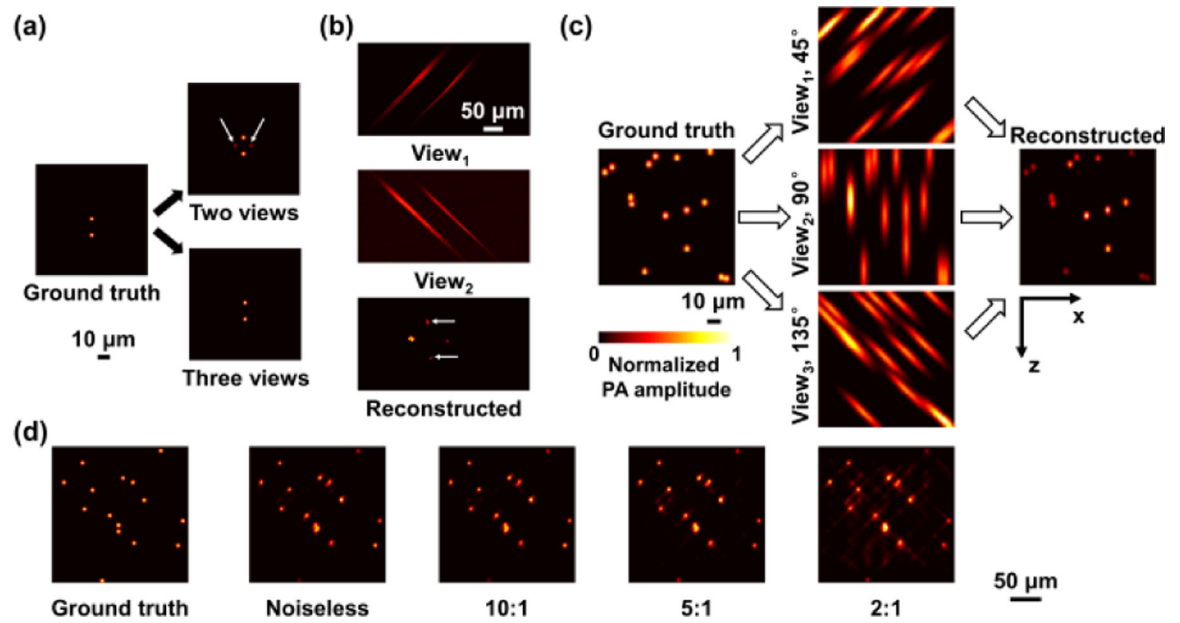 (a)
Ground truth
10 µm
Two views
Three views
(b)
50 µm
View₁
View₂
Reconstructed
(c)
Ground truth
10 µm
0 1
Normalized
PA amplitude
View₁, 45°
View₂, 90°
View₃, 135°
Reconstructed
x
z
(d)
Ground truth
Noiseless
10:1
5:1
2:1
50 µm